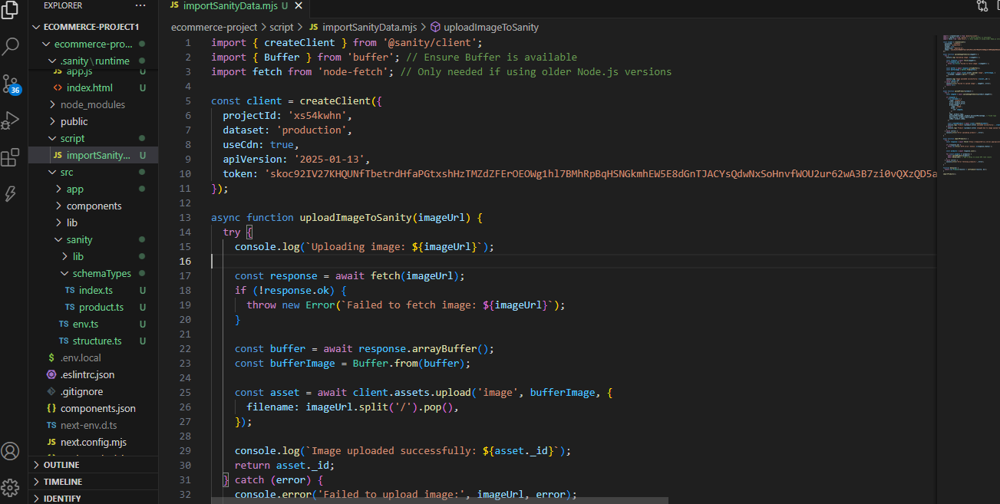 EXPLORER
ECOMMERCE-PROJECT1
ecommerce-pro...
.sanity\runtime
app.js U
index.html U
node_modules
public
script
JS importSanity... U
src
app
components
lib
sanity
lib
schemaTypes
TS index.ts U
TS product.ts U
TS env.ts U
TS structure.ts U
$ .env.local
.eslintrc.json
.gitignore
{} components.json
TS next-env.d.ts
JS next.config.mjs
OUTLINE
TIMELINE
IDENTIFY
36
JS importSanityData.mjs U
ecommerce-project > script > JS importSanityData.mjs > uploadImageToSanity
1 import { createClient } from '@sanity/client';
2 import { Buffer } from 'buffer'; // Ensure Buffer is available
3 import fetch from 'node-fetch'; // Only needed if using older Node.js versions
4
5 const client = createClient({
6 projectId: 'xs54kwhn',
7 dataset: 'production',
8 useCdn: true,
9 apiVersion: '2025-01-13',
10 token:
11 });
12
13 async function uploadImageToSanity(imageUrl) {
14 try {
15 console.log(`Uploading image: ${imageUrl}`);
16
17 const response = await fetch(imageUrl);
18 if (!response.ok) {
19 throw new Error(`Failed to fetch image: ${imageUrl}`);
20 }
21
22 const buffer = await response.arrayBuffer();
23 const bufferImage = Buffer.from(buffer);
24
25 const asset = await client.assets.upload('image', bufferImage, {
26 filename: imageUrl.split('/').pop(),
27 });
28
29 console.log(`Image uploaded successfully: ${asset._id}`);
30 return asset._id;
31 } catch (error) {
32 console.error('Failed to upload image:', imageUrl, error);